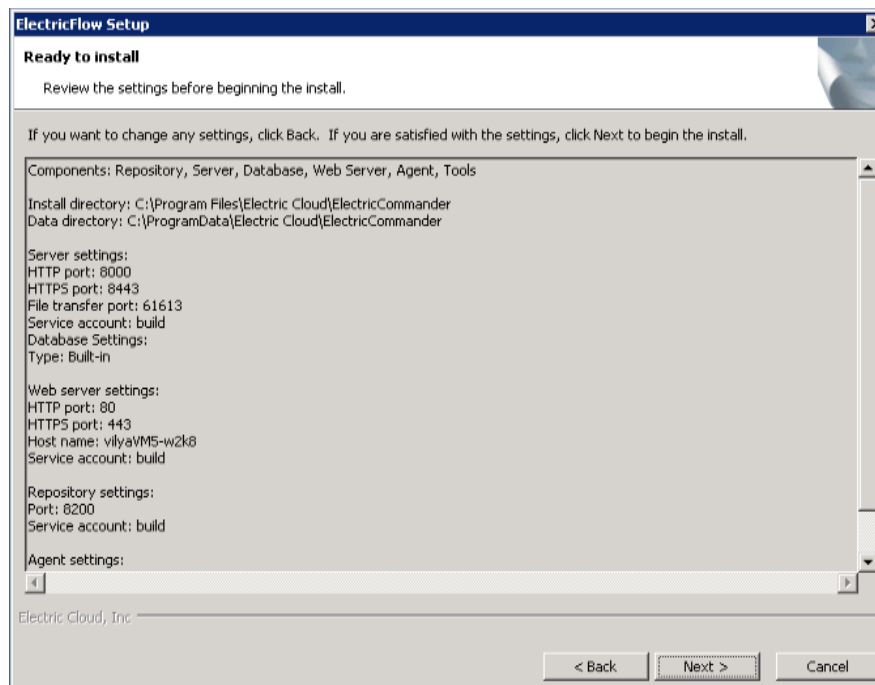 ElectricFlow Setup
Ready to install
Review the settings before beginning the install.
If you want to change any settings, click Back. If you are satisfied with the settings, click Next to begin the install.
Components: Repository, Server, Database, Web Server, Agent, Tools
Install directory: C:\Program Files\Electric Cloud\ElectricCommander
Data directory: C:\ProgramData\Electric Cloud\ElectricCommander
Server settings:
HTTP port: 8000
HTTPS port: 8443
File transfer port: 61613
Service account: build
Database Settings:
Type: Built-in
Web server settings:
HTTP port: 80
HTTPS port: 443
Host name: vilyaVM5-w2k8
Service account: build
Repository settings:
Port: 8200
Service account: build
Agent settings:
Electric Cloud, Inc
< Back
Next >
Cancel